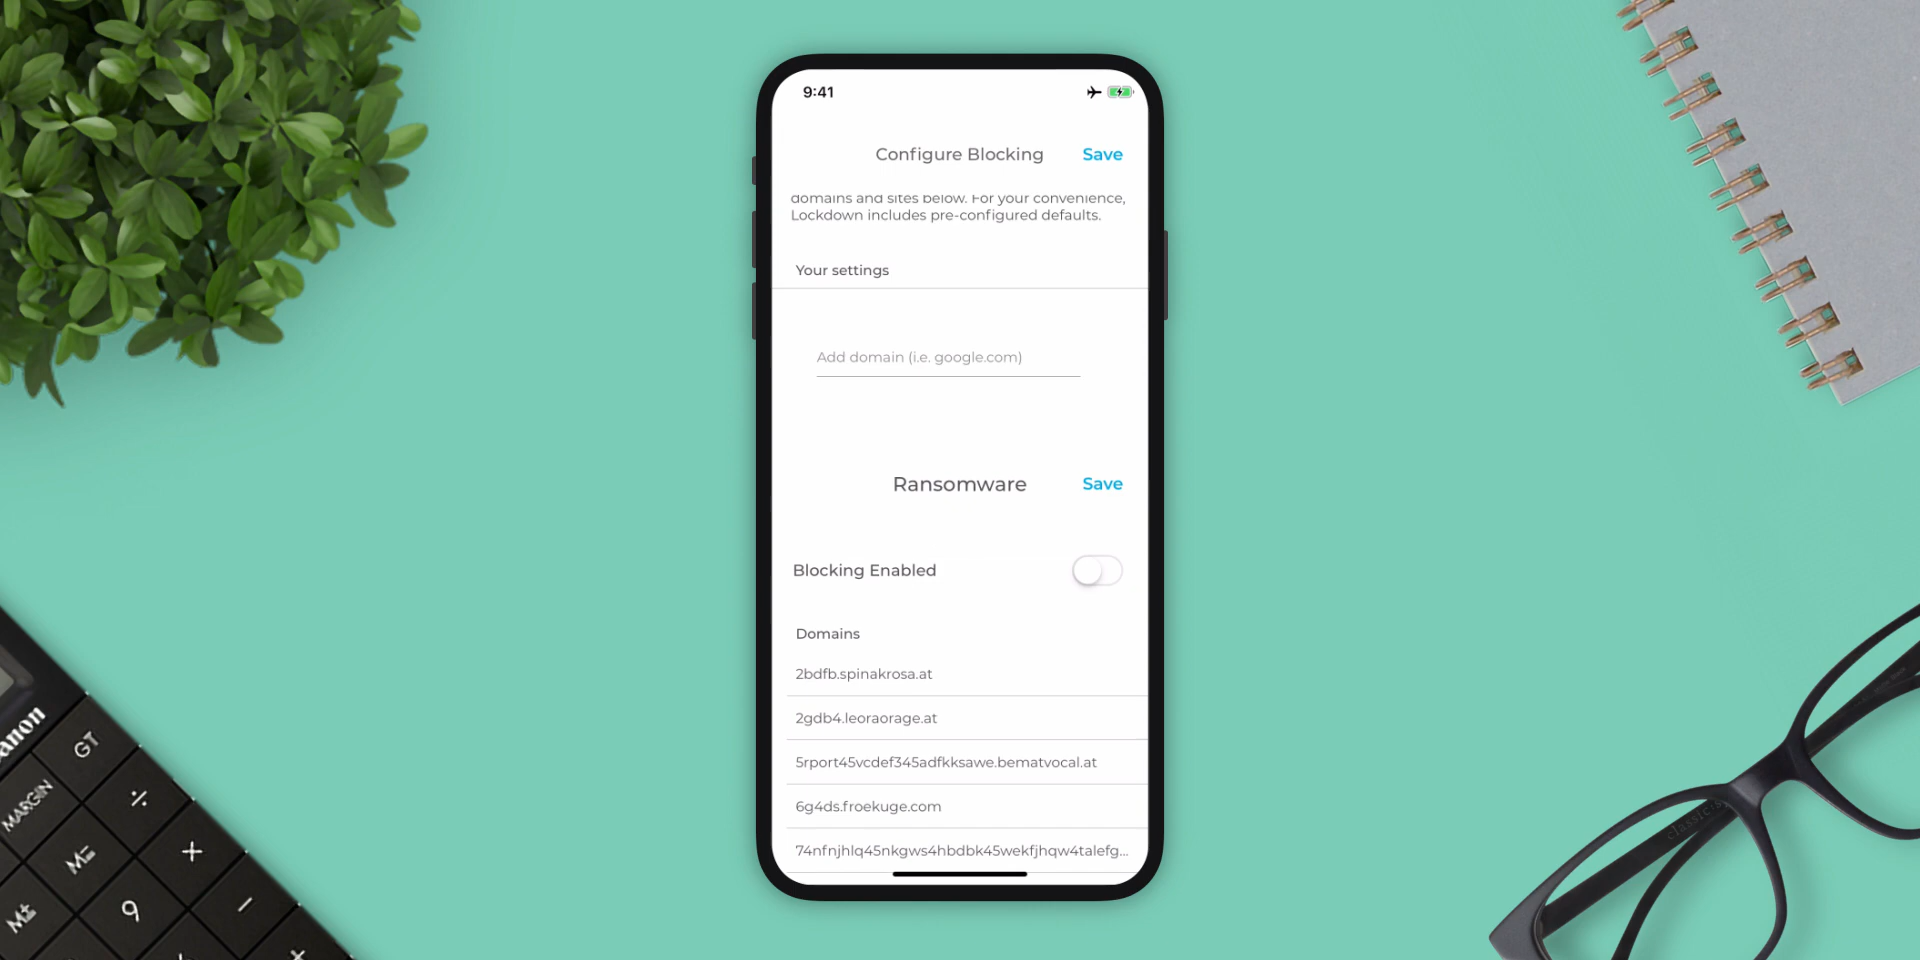 9:41
Configure Blocking
Save
domains and sites below. For your convenience,
Lockdown includes pre-configured defaults.
Your settings
Add domain (i.e. google.com)
Ransomware
Save
Blocking Enabled
Domains
2bdfb.spinakrosa.at
2gdb4.leoraorage.at
5rport45vcdef345adfkksawe.bematvocal.at
6g4ds.froekuge.com
74nfnjhlq45nkgws4hbdbk45wekfjhqw4talefg...
anon
GT
MARGIN
÷
M=
×
M±
9
−
+